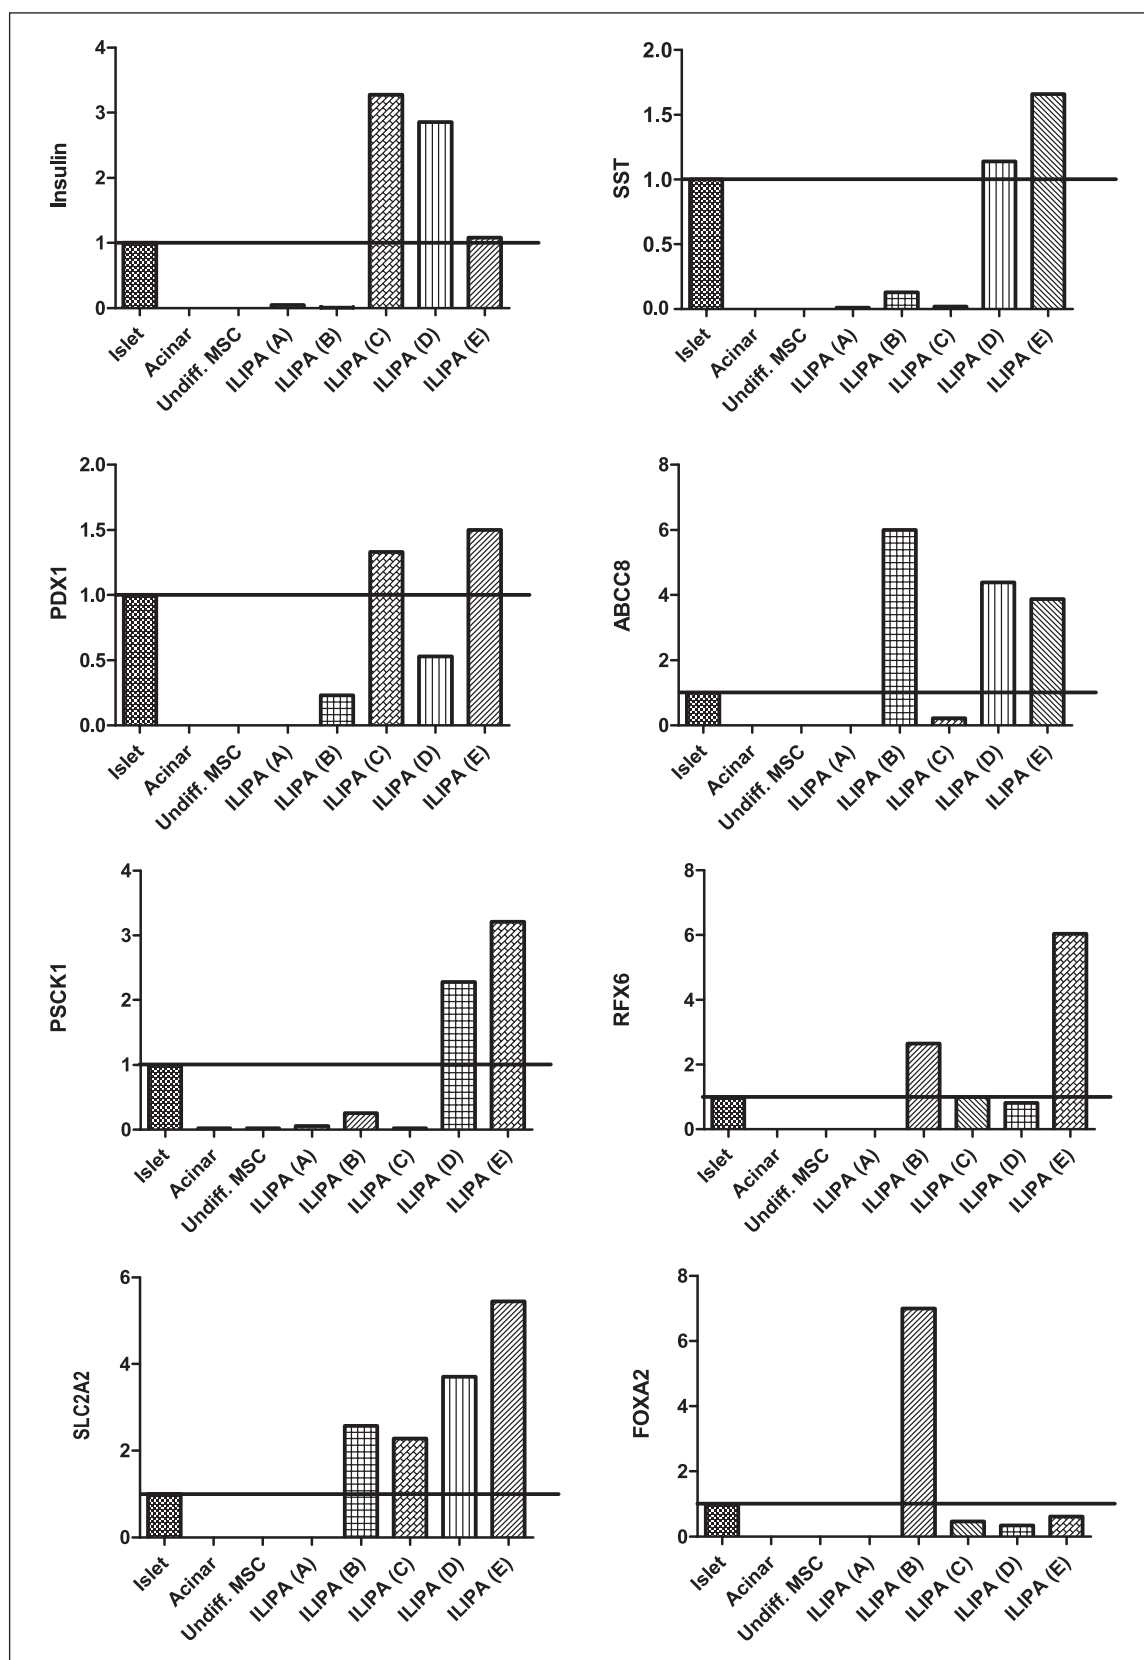 Insulin
4
3
2
1
0
Islet
Acinar
Undiff. MSC
ILIPA (A)
ILIPA (B)
ILIPA (C)
ILIPA (D)
ILIPA (E)
SST
2.0
1.5
1.0
0.5
0.0
Islet
Acinar
Undiff. MSC
ILIPA (A)
ILIPA (B)
ILIPA (C)
ILIPA (D)
ILIPA (E)
PDX1
2.0
1.5
1.0
0.5
0.0
Islet
Acinar
Undiff. MSC
ILIPA (A)
ILIPA (B)
ILIPA (C)
ILIPA (D)
ILIPA (E)
ABCC8
8
6
4
2
0
Islet
Acinar
Undiff. MSC
ILIPA (A)
ILIPA (B)
ILIPA (C)
ILIPA (D)
ILIPA (E)
PSCK1
4
3
2
1
0
Islet
Acinar
Undiff. MSC
ILIPA (A)
ILIPA (B)
ILIPA (C)
ILIPA (D)
ILIPA (E)
RFX6
8
6
4
2
0
Islet
Acinar
Undiff. MSC
ILIPA (A)
ILIPA (B)
ILIPA (C)
ILIPA (D)
ILIPA (E)
SLC2A2
6
4
2
0
Islet
Acinar
Undiff. MSC
ILIPA (A)
ILIPA (B)
ILIPA (C)
ILIPA (D)
ILIPA (E)
FOXA2
8
6
4
2
0
Islet
Acinar
Undiff. MSC
ILIPA (A)
ILIPA (B)
ILIPA (C)
ILIPA (D)
ILIPA (E)